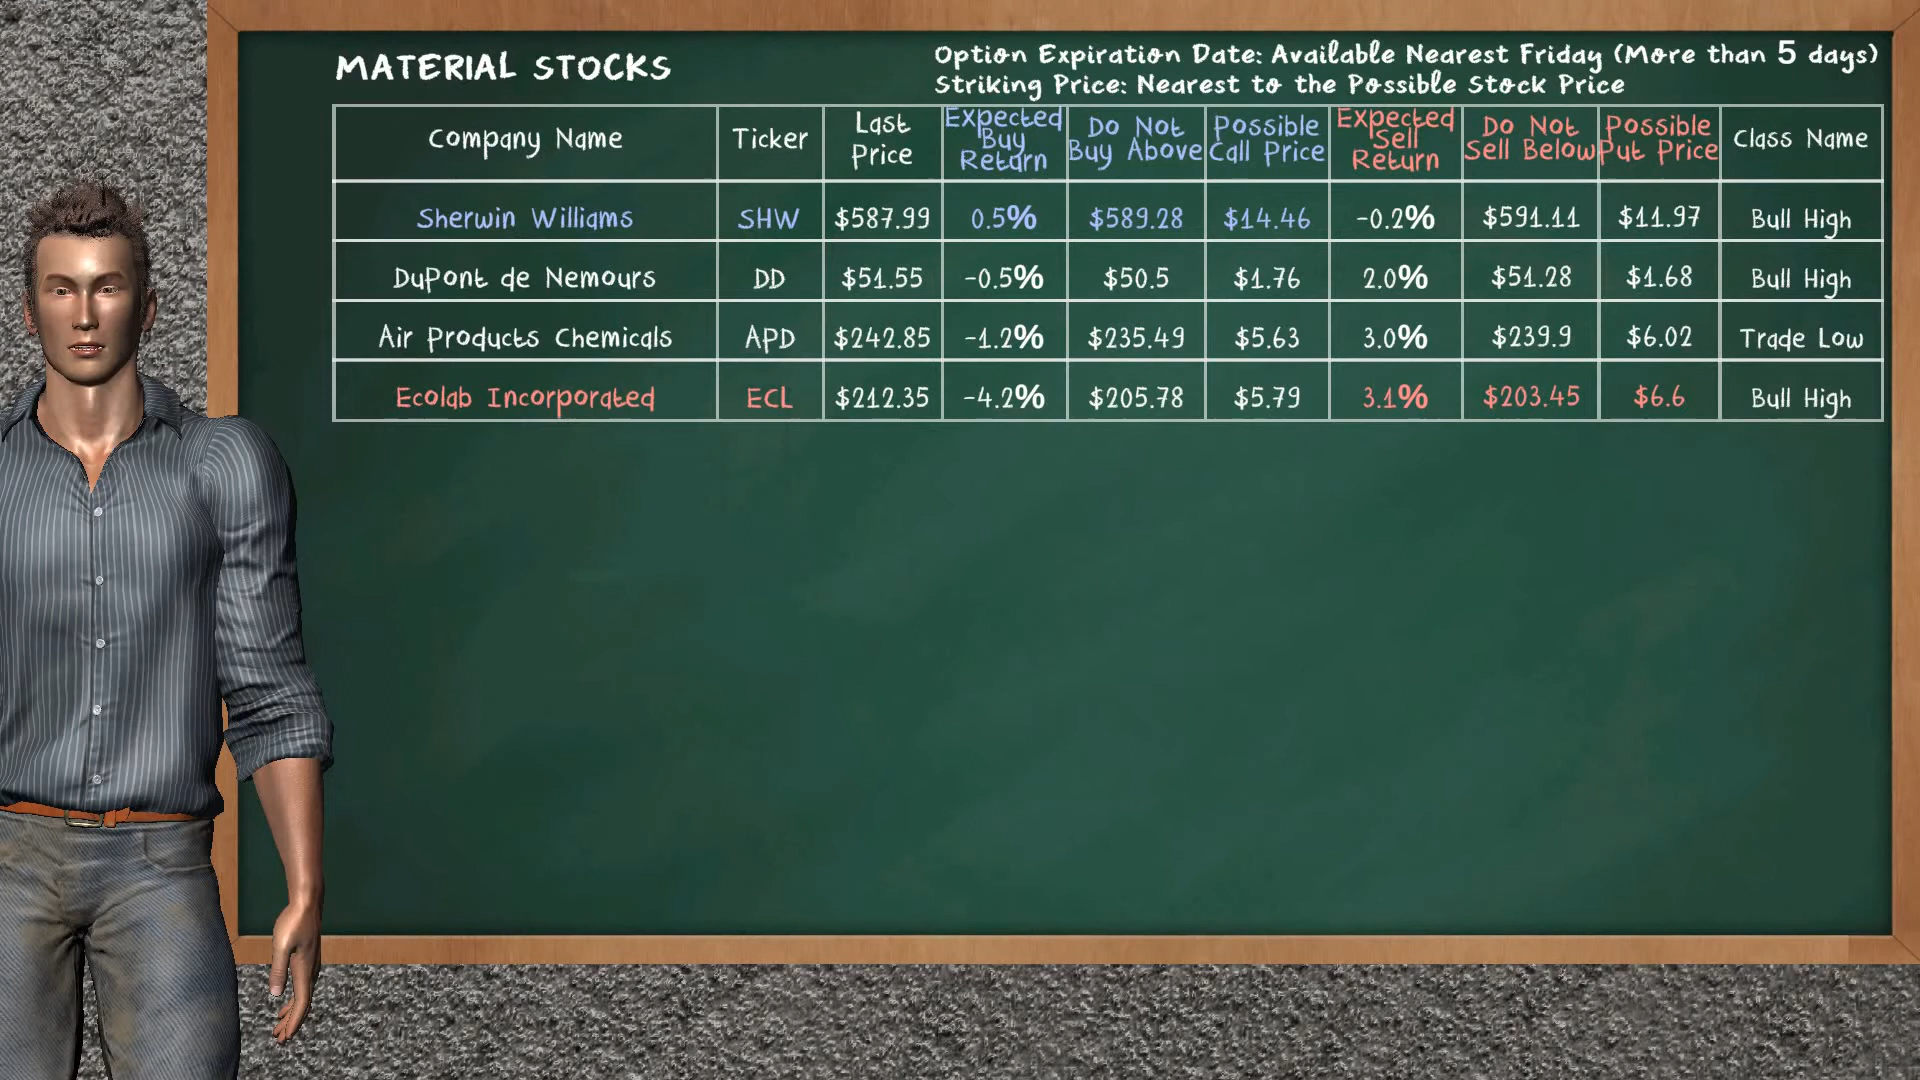 MATERIAL STOCKS
Option Expiration Date: Available Nearest Friday (More than 5 days)
Striking Price: Nearest to the Possible Stock Price
Company Name Ticker Last Price Expected Buy Return Do Not Buy Above Possible Call Price Expected Sell Return Do Not Sell Below Possible Put Price Class Name
Sherwin Williams SHW $587.99 0.5% $589.28 $14.46 -0.2% $591.11 $11.97 Bull High
DuPont de Nemours DD $51.55 -0.5% $50.5 $1.76 2.0% $51.28 $1.68 Bull High
Air Products Chemicals APD $242.85 -1.2% $235.49 $5.63 3.0% $239.9 $6.02 Trade Low
Ecolab Incorporated ECL $212.35 -4.2% $205.78 $5.79 3.1% $203.45 $6.6 Bull High